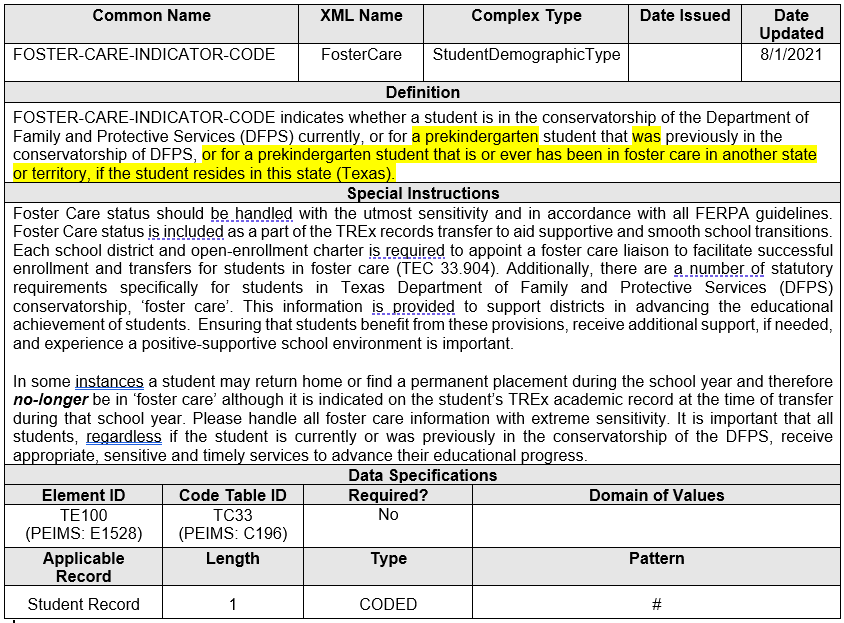 Common Name XML Name Complex Type Date Issued Date Updated
FOSTER-CARE-INDICATOR-CODE FosterCare StudentDemographicType 8/1/2021
Definition
FOSTER-CARE-INDICATOR-CODE indicates whether a student is in the conservatorship of the Department of
Family and Protective Services (DFPS) currently, or for a prekindergarten student that was previously in the
conservatorship of DFPS, or for a prekindergarten student that is or ever has been in foster care in another state
or territory, if the student resides in this state (Texas).
Special Instructions
Foster Care status should be handled with the utmost sensitivity and in accordance with all FERPA guidelines.
Foster Care status is included as a part of the TREx records transfer to aid supportive and smooth school transitions.
Each school district and open-enrollment charter is required to appoint a foster care liaison to facilitate successful
enrollment and transfers for students in foster care (TEC 33.904). Additionally, there are a number of statutory
requirements specifically for students in Texas Department of Family and Protective Services (DFPS)
conservatorship, ‘foster care’. This information is provided to support districts in advancing the educational
achievement of students. Ensuring that students benefit from these provisions, receive additional support, if needed,
and experience a positive-supportive school environment is important.
In some instances a student may return home or find a permanent placement during the school year and therefore
no-longer be in ‘foster care’ although it is indicated on the student’s TREx academic record at the time of transfer
during that school year. Please handle all foster care information with extreme sensitivity. It is important that all
students, regardless if the student is currently or was previously in the conservatorship of the DFPS, receive
appropriate, sensitive and timely services to advance their educational progress.
Data Specifications
Element ID Code Table ID Required? Domain of Values
TE100 TC33 No
(PEIMS: E1528) (PEIMS: C196)
Applicable Record Length Type Pattern
Student Record 1 CODED #